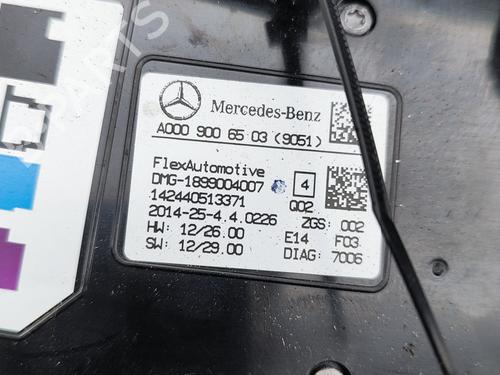 Mercedes-Benz
A000 900 65 03 (9051)
FlexAutomotive
DMG-1899004007
4
142440513371
002
2014-25-4.4.0226
ZGS: 002
HW: 12/26.00
E14
F03
SW: 12/29.00
DIAG: 7006